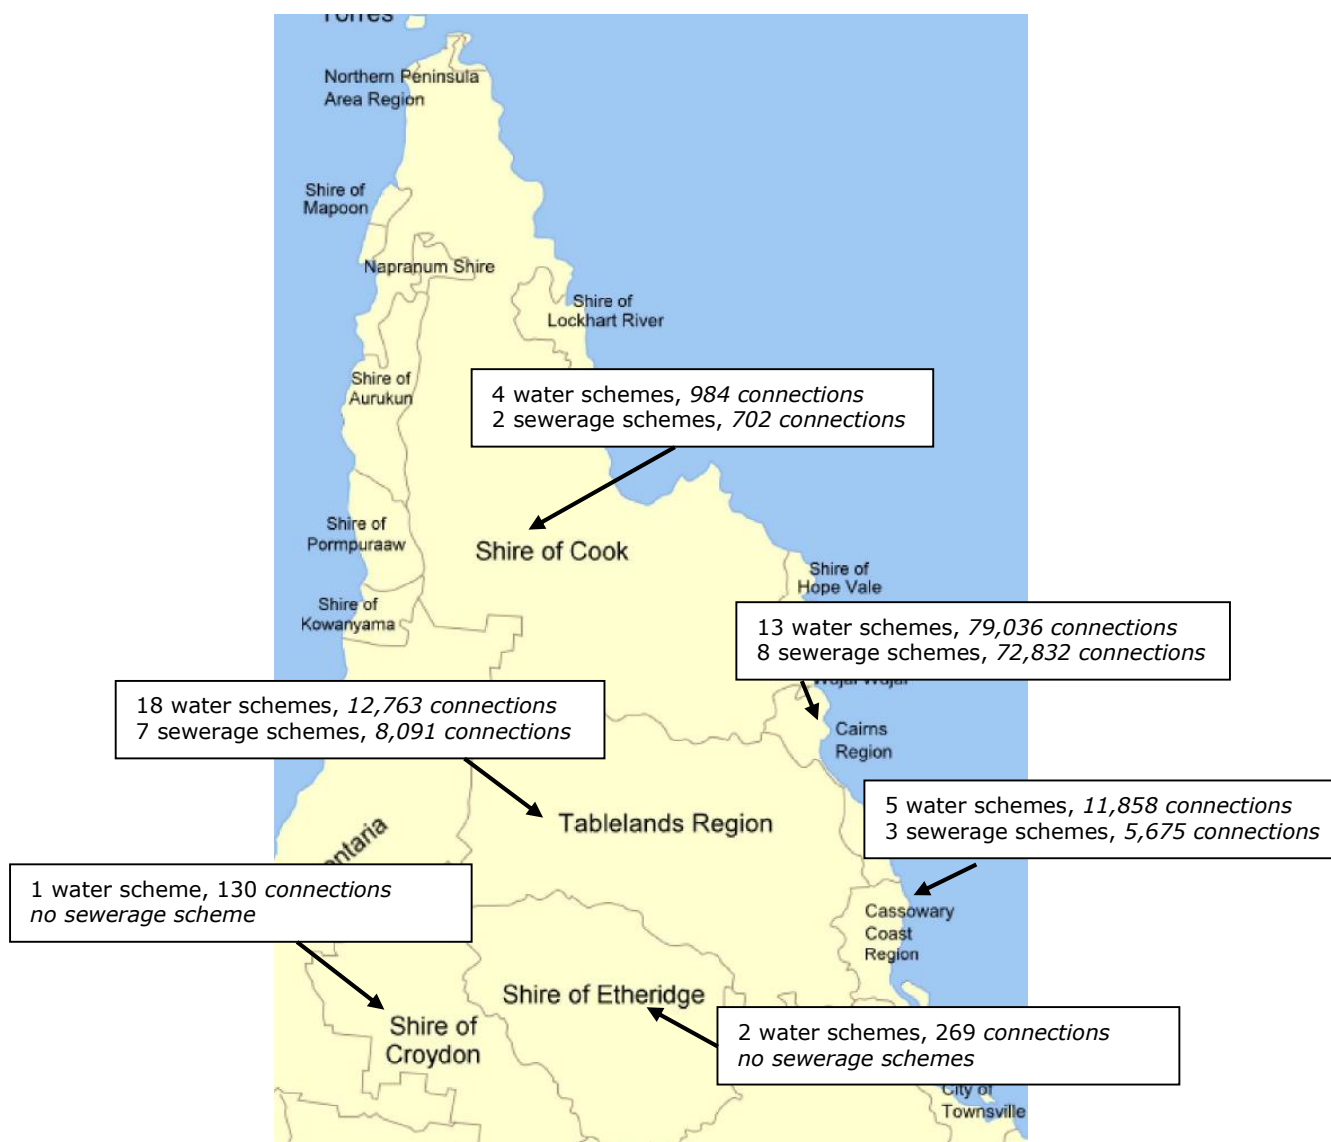 Torres
Northern Peninsula
Area Region
Shire of
Mapoon
Napranum Shire
Shire of
Lockhart River
Shire of
Aurukun
4 water schemes, 984 connections
2 sewerage schemes, 702 connections
Shire of
Pormpuraaw
Shire of Cook
Shire of
Hope Vale
Shire of
Kowanyama
13 water schemes, 79,036 connections
8 sewerage schemes, 72,832 connections
Wujal Wujal
18 water schemes, 12,763 connections
7 sewerage schemes, 8,091 connections
Cairns
Region
5 water schemes, 11,858 connections
3 sewerage schemes, 5,675 connections
Tablelands Region
entaria
1 water scheme, 130 connections
no sewerage scheme
Cassowary
Coast
Region
Shire of Etheridge
Shire of
Croydon
2 water schemes, 269 connections
no sewerage schemes
City of
Townsville